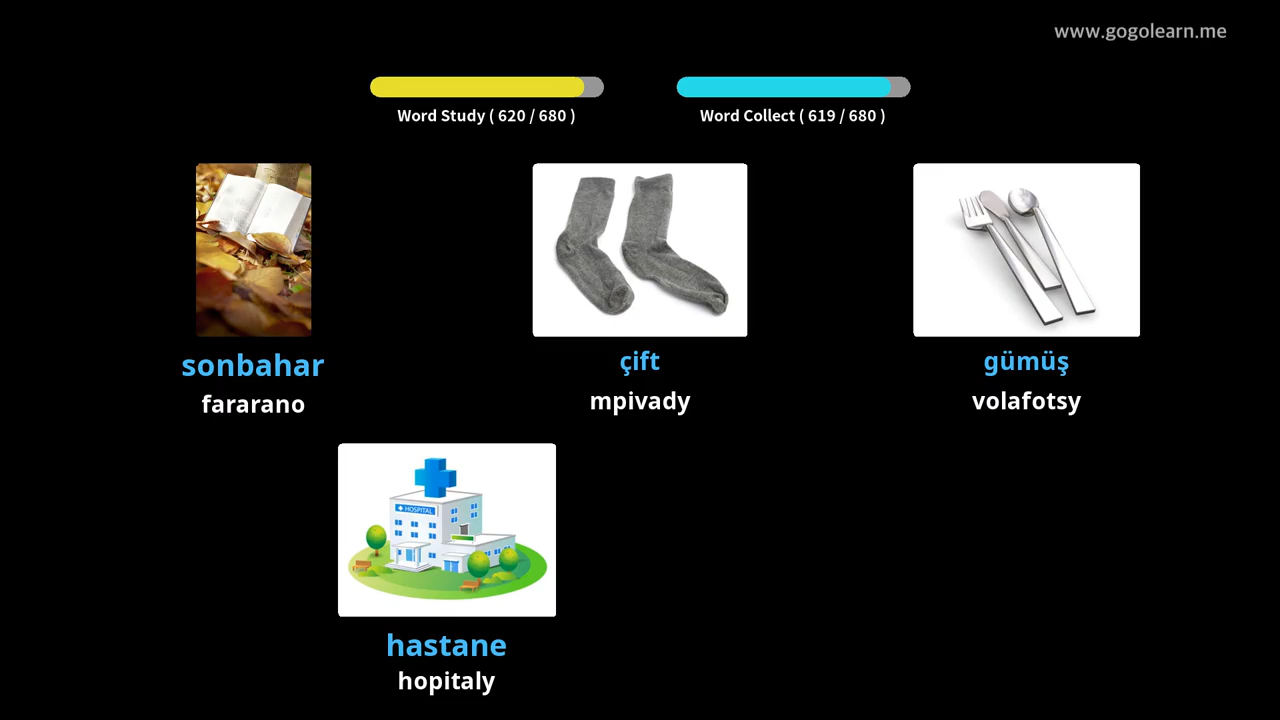 www.gogolearn.me
Word Study ( 620 / 680 )
Word Collect ( 619 / 680 )
sonbahar
fararano
çift
mpivady
gümüş
volafotsy
HOSPITAL
hastane
hopitaly